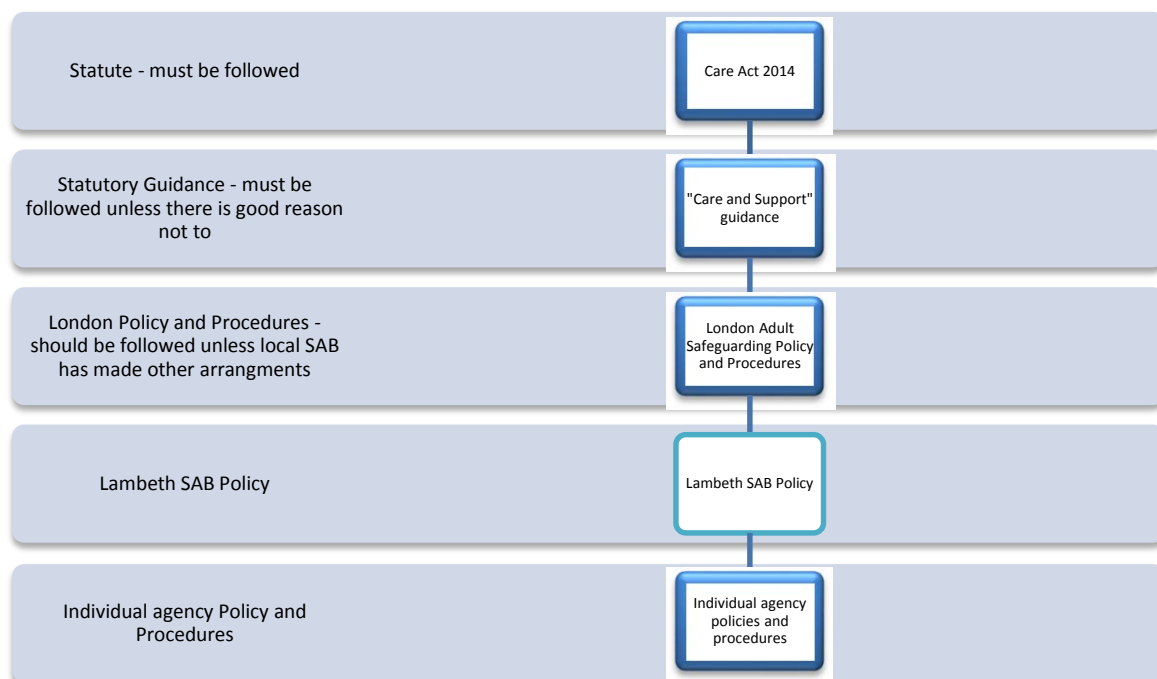 Statute - must be followed
Care Act 2014
Statutory Guidance - must be
followed unless there is good reason
not to
"Care and Support"
guidance
London Policy and Procedures -
should be followed unless local SAB
has made other arrangments
London Adult
Safeguarding Policy
and Procedures
Lambeth SAB Policy
Lambeth SAB Policy
Individual agency Policy and
Procedures
Individual agency
policies and
procedures